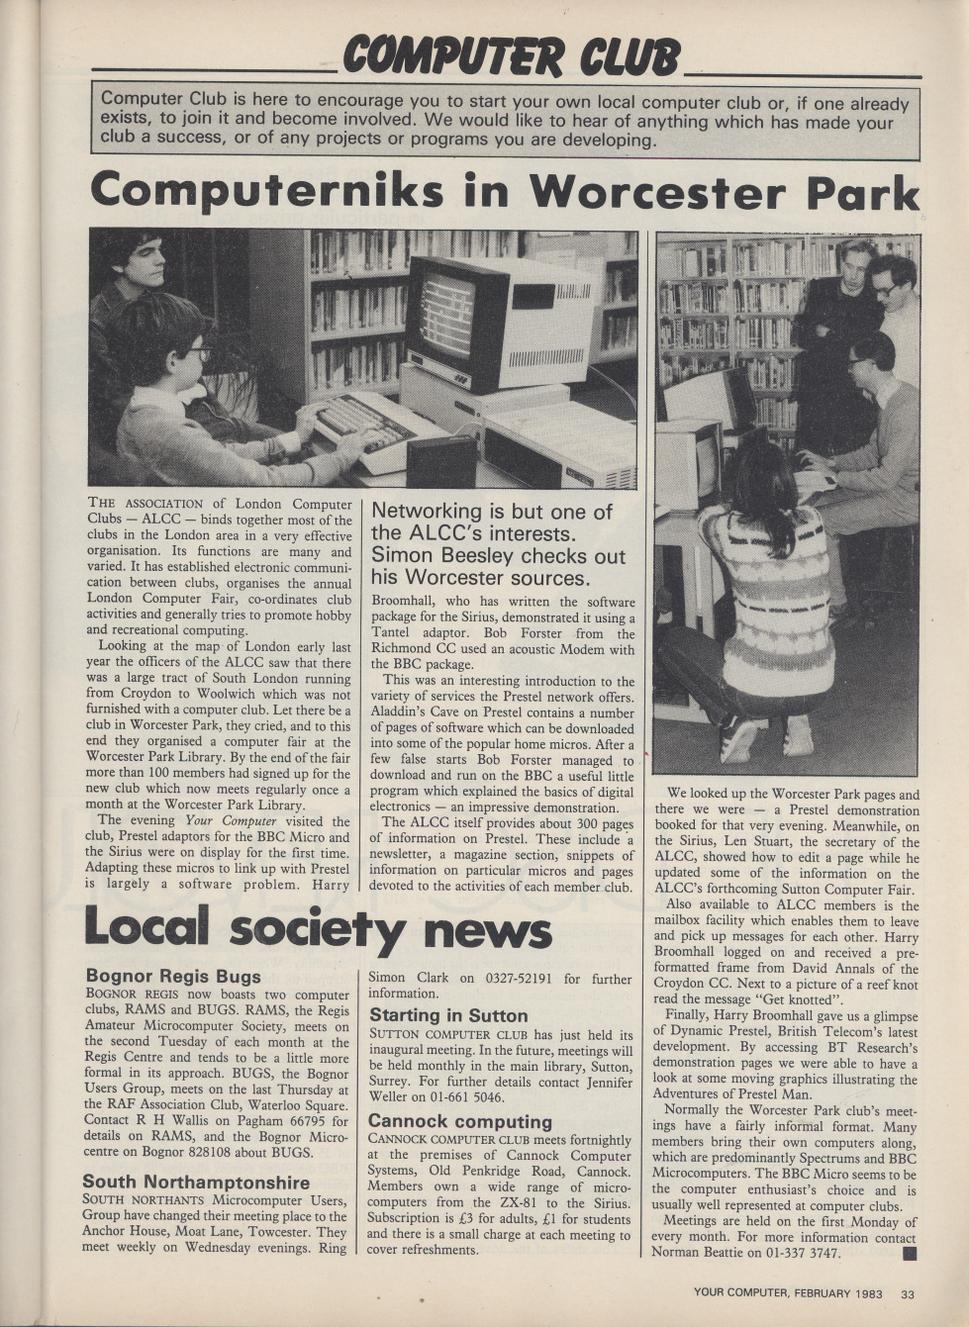 COMPUTER CLUB
Computer Club is here to encourage you to start your own local computer club or, if one already
exists, to join it and become involved. We would like to hear of anything which has made your
club a success, or of any projects or programs you are developing.
Computerniks in Worcester Park
THE ASSOCIATION of London Computer
Clubs — ALCC — binds together most of the
clubs in the London area in a very effective
organisation. Its functions are many and
varied. It has established electronic communi-
cation between clubs, organises the annual
London Computer Fair, co-ordinates club
activities and generally tries to promote hobby
and recreational computing.
Looking at the map of London early last
year the officers of the ALCC saw that there
was a large tract of South London running
from Croydon to Woolwich which was not
furnished with a computer club. Let there be a
club in Worcester Park, they cried, and to this
end they organised a computer fair at the
Worcester Park Library. By the end of the fair
more than 100 members had signed up for the
new club which now meets regularly once a
month at the Worcester Park Library.
The evening Your Computer visited the
club, Prestel adaptors for the BBC Micro and
the Sirius were on display for the first time.
Adapting these micros to link up with Prestel
is largely a software problem. Harry
Networking is but one of
the ALCC's interests.
Simon Beesley checks out
his Worcester sources.
Broomhall, who has written the software
package for the Sirius, demonstrated it using a
Tantel adaptor. Bob Forster from the
Richmond CC used an acoustic Modem with
the BBC package.
This was an interesting introduction to the
variety of services the Prestel network offers.
Aladdin's Cave on Prestel contains a number
of pages of software which can be downloaded
into some of the popular home micros. After a
few false starts Bob Forster managed to
download and run on the BBC a useful little
program which explained the basics of digital
electronics — an impressive demonstration.
The ALCC itself provides about 300 pages
of information on Prestel. These include a
newsletter, a magazine section, snippets of
information on particular micros and pages
devoted to the activities of each member club.
We looked up the Worcester Park pages and
there we were — a Prestel demonstration
booked for that very evening. Meanwhile, on
the Sirius, Len Stuart, the secretary of the
ALCC, showed how to edit a page while he
updated some of the information on the
ALCC's forthcoming Sutton Computer Fair.
Also available to ALCC members is the
mailbox facility which enables them to leave
and pick up messages for each other. Harry
Broomhall logged on and received a pre-
formatted frame from David Annals of the
Croydon CC. Next to a picture of a reef knot
read the message "Get knotted".
Finally, Harry Broomhall gave us a glimpse
of Dynamic Prestel, British Telecom's latest
development. By accessing BT Research's
demonstration pages we were able to have a
look at some moving graphics illustrating the
Adventures of Prestel Man.
Normally the Worcester Park club's meet-
ings have a fairly informal format. Many
members bring their own computers along,
which are predominantly Spectrums and BBC
Microcomputers. The BBC Micro seems to be
the computer enthusiast's choice and is
usually well represented at computer clubs.
Meetings are held on the first Monday of
every month. For more information contact
Norman Beattie on 01-337 3747.
Local society news
Bognor Regis Bugs
BOGNOR REGIS now boasts two computer
clubs, RAMS and BUGS. RAMS, the Regis
Amateur Microcomputer Society, meets on
the second Tuesday of each month at the
Regis Centre and tends to be a little more
formal in its approach. BUGS, the Bognor
Users Group, meets on the last Thursday at
the RAF Association Club, Waterloo Square.
Contact R H Wallis on Pagham 66795 for
details on RAMS, and the Bognor Micro-
centre on Bognor 828108 about BUGS.
South Northamptonshire
SOUTH NORTHANTS Microcomputer Users,
Group have changed their meeting place to the
Anchor House, Moat Lane, Towcester. They
meet weekly on Wednesday evenings. Ring
Simon Clark on 0327-52191 for further
information.
Starting in Sutton
SUTTON COMPUTER CLUB has just held its
inaugural meeting. In the future, meetings will
be held monthly in the main library, Sutton,
Surrey. For further details contact Jennifer
Weller on 01-661 5046.
Cannock computing
CANNOCK COMPUTER CLUB meets fortnightly
at the premises of Cannock Computer
Systems, Old Penkridge Road, Cannock.
Members own a wide range of micro-
computers from the ZX-81 to the Sirius.
Subscription is £3 for adults, £1 for students
and there is a small charge at each meeting to
cover refreshments.
YOUR COMPUTER, FEBRUARY 1983 33